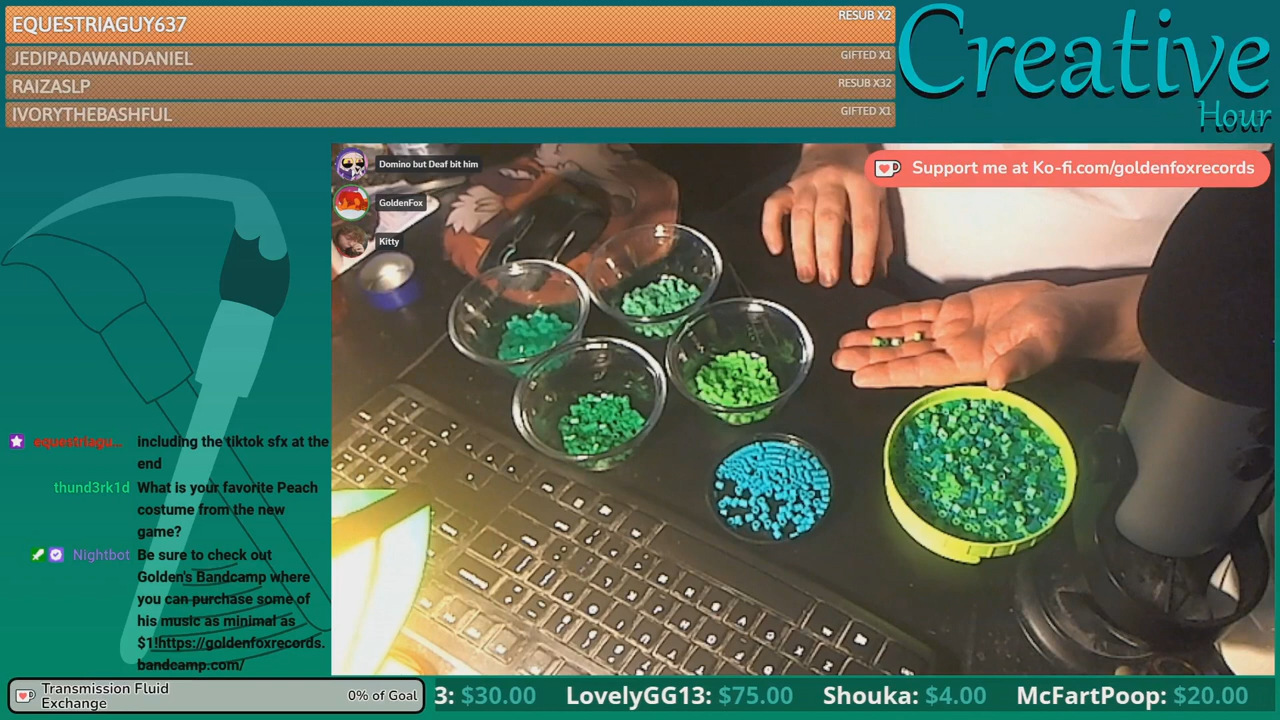 EQUESTRIAGUY637 RESUB X2
JEDIPADAWANDANIEL GIFTED X1
RAIZASLP RESUB X32
IVORYTHEBASHFUL GIFTED X1
Creative
Hour
Domino but Deaf bit him
GoldenFox
Kitty
Support me at Ko-fi.com/goldenfoxrecords
equestriagu... including the tiktok sfx at the
end
thund3rk1d What is your favorite Peach
costume from the new
game?
Nightbot Be sure to check out
Golden's Bandcamp where
you can purchase some of
his music as minimal as
$1!https://goldenfoxrecords.
bandcamp.com/
Transmission Fluid
Exchange
0% of Goal
3: $30.00 LovelyGG13: $75.00 Shouka: $4.00 McFartPoop: $20.00